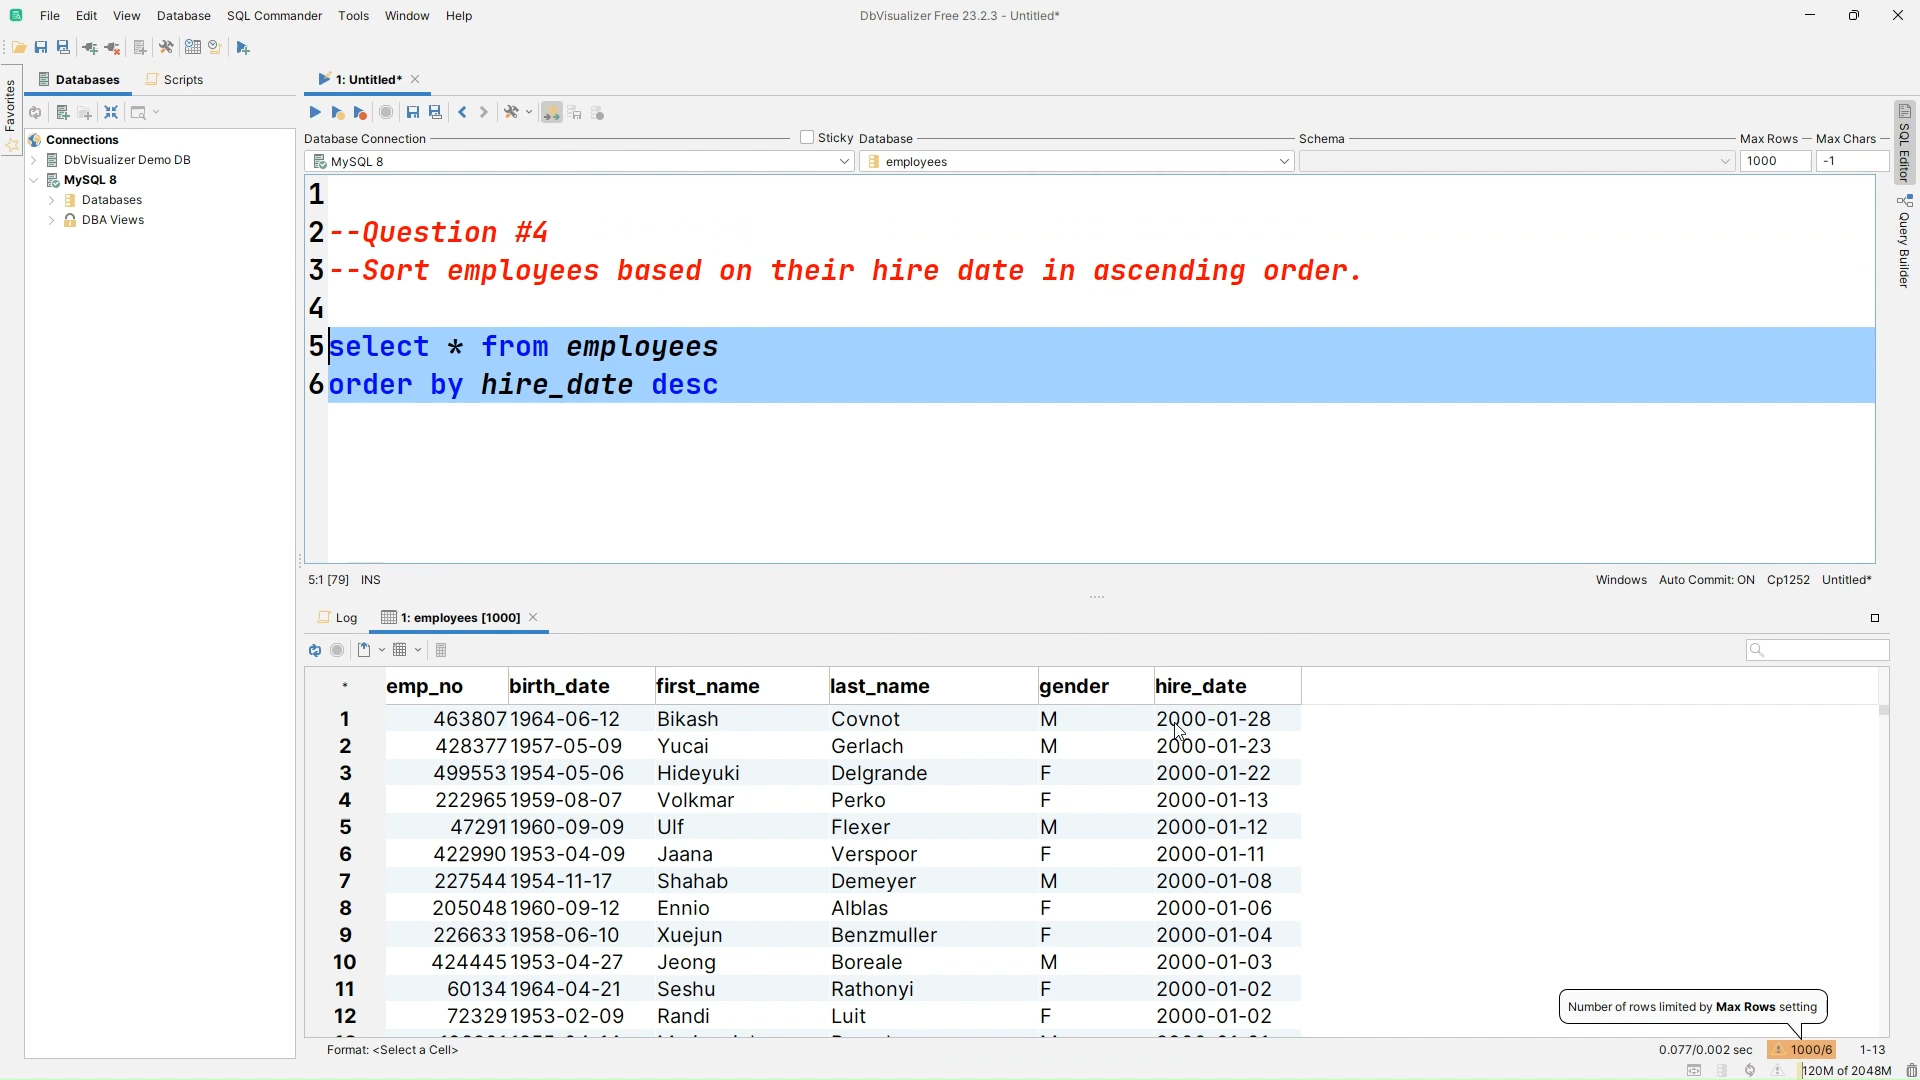 File Edit View Database SQL Commander Tools Window Help
DbVisualizer Free 23.2.3 - Untitled*
Favorites
Databases
Scripts
1: Untitled*
Connections
DbVisualizer Demo DB
MySQL 8
Databases
DBA Views
Database Connection
Sticky Database
Schema
Max Rows
Max Chars
MySQL 8
employees
1000
-1
SQL Editor
Query Builder
1
2 --Question #4
3 --Sort employees based on their hire date in ascending order.
4
5 select * from employees
6 order by hire_date desc
5:1 [79] INS
Windows Auto Commit: ON Cp1252 Untitled*
Log
1: employees [1000]
* emp_no birth_date first_name last_name gender hire_date
1 463807 1964-06-12 Bikash Covnot M 2000-01-28
2 428377 1957-05-09 Yucai Gerlach M 2000-01-23
3 499553 1954-05-06 Hideyuki Delgrande F 2000-01-22
4 222965 1959-08-07 Volkmar Perko F 2000-01-13
5 47291 1960-09-09 Ulf Flexer M 2000-01-12
6 422990 1953-04-09 Jaana Verspoor F 2000-01-11
7 227544 1954-11-17 Shahab Demeyer M 2000-01-08
8 205048 1960-09-12 Ennio Alblas F 2000-01-06
9 226633 1958-06-10 Xuejun Benzmuller F 2000-01-04
10 424445 1953-04-27 Jeong Boreale M 2000-01-03
11 60134 1964-04-21 Seshu Rathonyi F 2000-01-02
12 72329 1953-02-09 Randi Luit F 2000-01-02
Number of rows limited by Max Rows setting
Format: <Select a Cell>
0.077/0.002 sec
1000/6
1-13
120M of 2048M